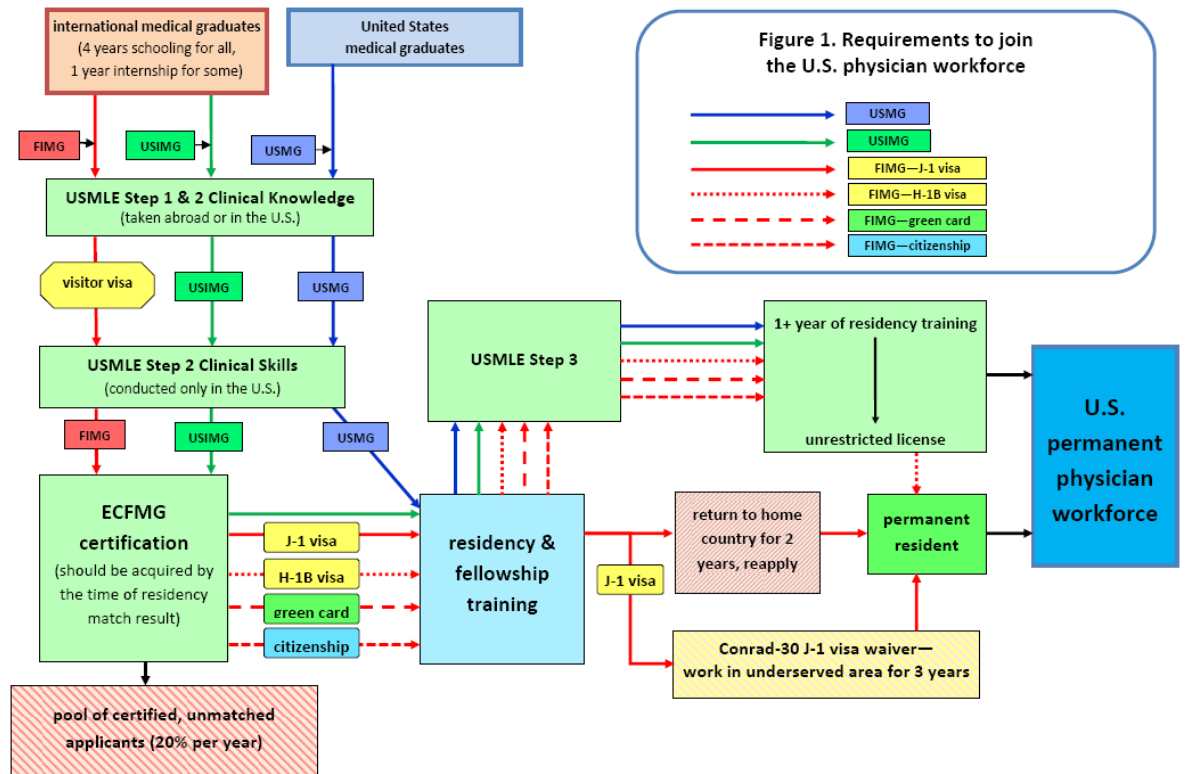 international medical graduates
(4 years schooling for all,
1 year internship for some)
United States
medical graduates
Figure 1. Requirements to join
the U.S. physician workforce
USMG
USIMG
FIMG—J-1 visa
FIMG—H-1B visa
FIMG—green card
FIMG—citizenship
FIMG
USIMG
USMG
USMLE Step 1 & 2 Clinical Knowledge
(taken abroad or in the U.S.)
visitor visa
USIMG
USMG
USMLE Step 2 Clinical Skills
(conducted only in the U.S.)
FIMG
USIMG
USMG
USMLE Step 3
1+ year of residency training
unrestricted license
U.S.
permanent
physician
workforce
ECFMG
certification
(should be acquired by
the time of residency
match result)
J-1 visa
H-1B visa
green card
citizenship
residency &
fellowship
training
J-1 visa
return to home
country for 2
years, reapply
permanent
resident
Conrad-30 J-1 visa waiver—
work in underserved area for 3 years
pool of certified, unmatched
applicants (20% per year)